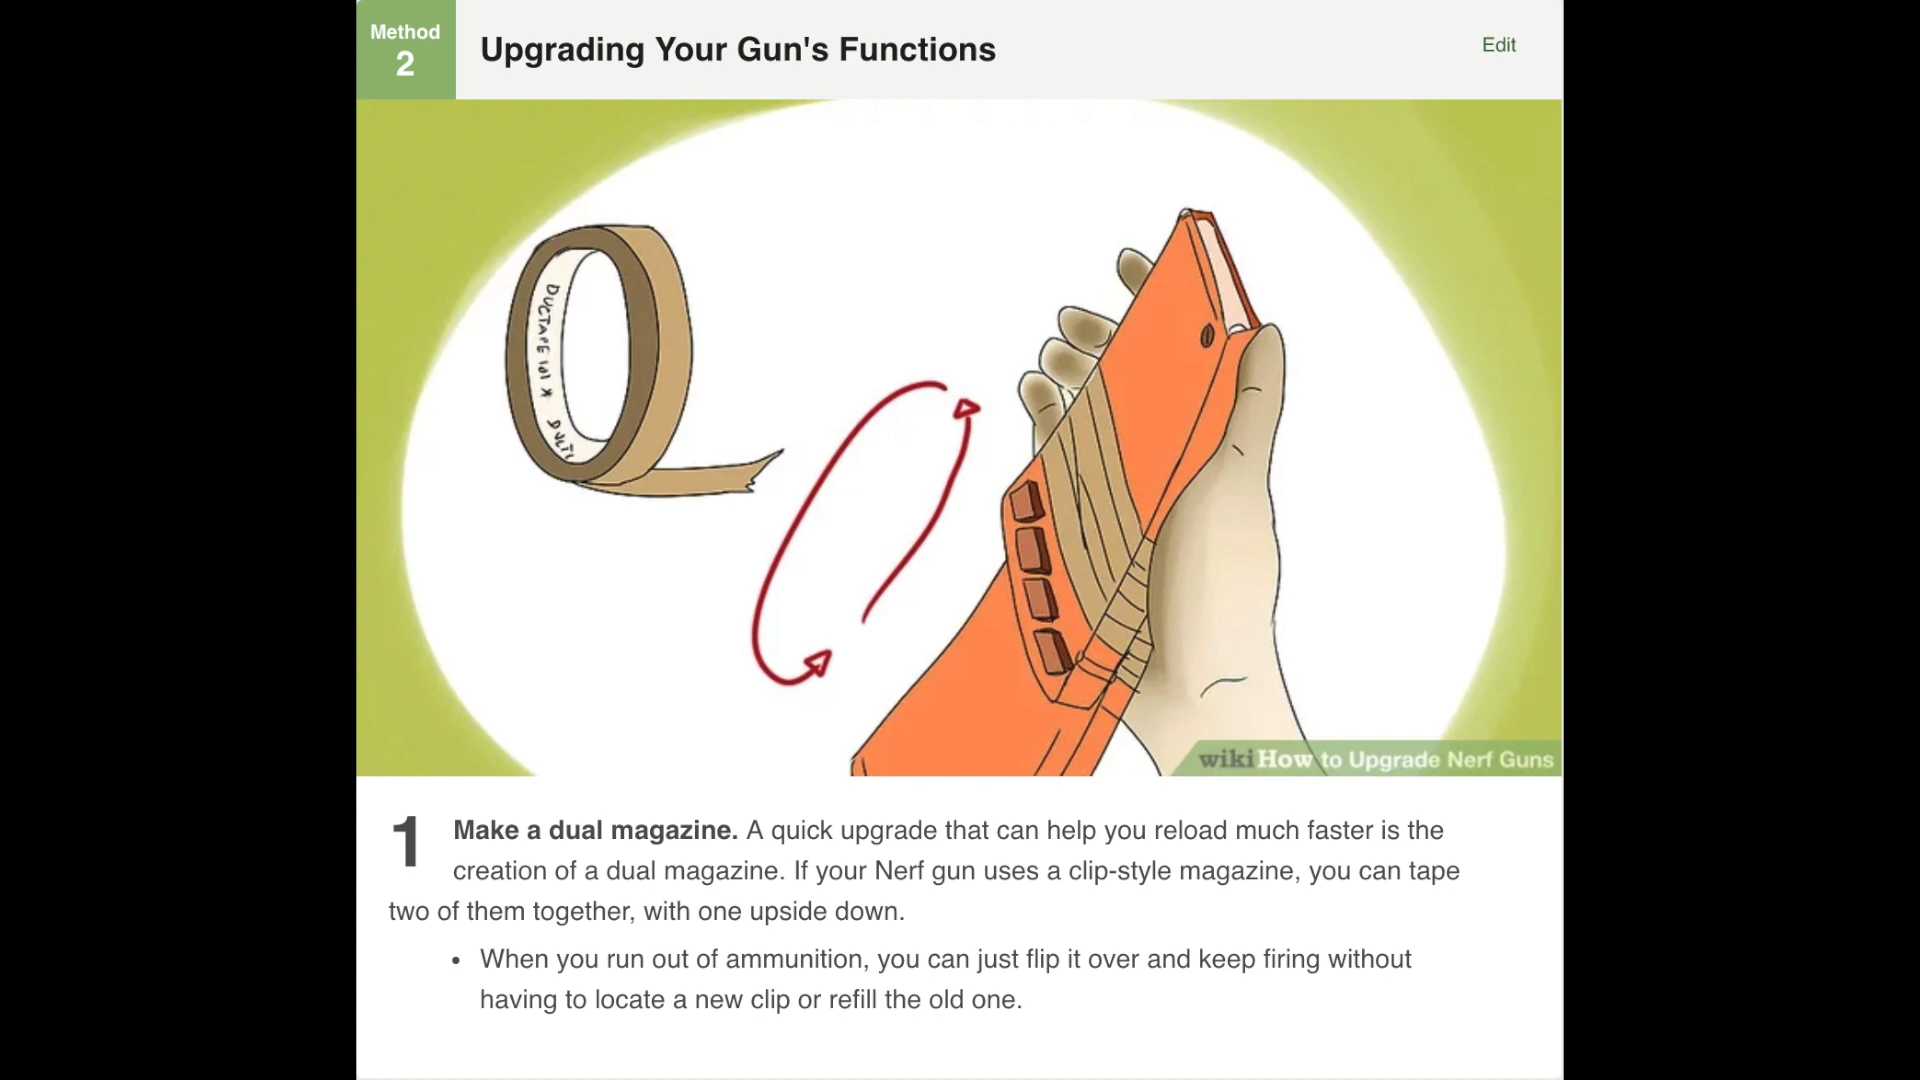 Method
2
Upgrading Your Gun's Functions
Edit
DUCTAPE 101 *
wikiHow to Upgrade Nerf Guns
1
Make a dual magazine. A quick upgrade that can help you reload much faster is the
creation of a dual magazine. If your Nerf gun uses a clip-style magazine, you can tape
two of them together, with one upside down.
• When you run out of ammunition, you can just flip it over and keep firing without
having to locate a new clip or refill the old one.